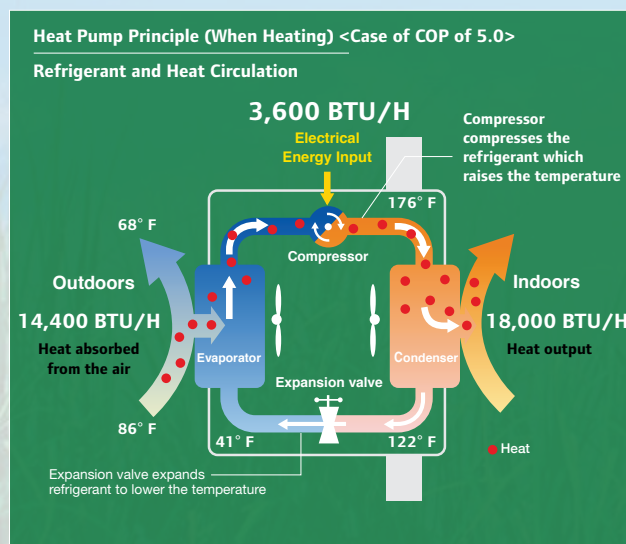 Heat Pump Principle (When Heating) <Case of COP of 5.0>
Refrigerant and Heat Circulation
3,600 BTU/H
Electrical
Energy Input
Compressor
compresses the
refrigerant which
raises the temperature
176° F
68° F
Compressor
Outdoors
Indoors
14,400 BTU/H
18,000 BTU/H
Heat absorbed
from the air
Heat output
Evaporator
Condenser
Expansion valve
86° F
41° F
122° F
Heat
Expansion valve expands
refrigerant to lower the temperature